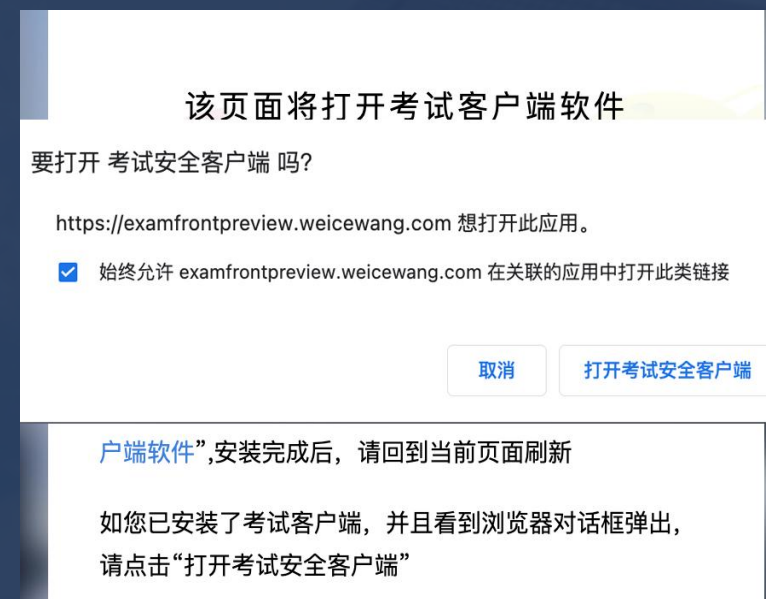 该页面将打开考试客户端软件
要打开 考试安全客户端 吗?
https://examfrontpreview.weicewang.com 想打开此应用。
始终允许 examfrontpreview.weicewang.com 在关联的应用中打开此类链接
取消
打开考试安全客户端
户端软件”,安装完成后，请回到当前页面刷新
如您已安装了考试客户端，并且看到浏览器对话框弹出，
请点击“打开考试安全客户端”